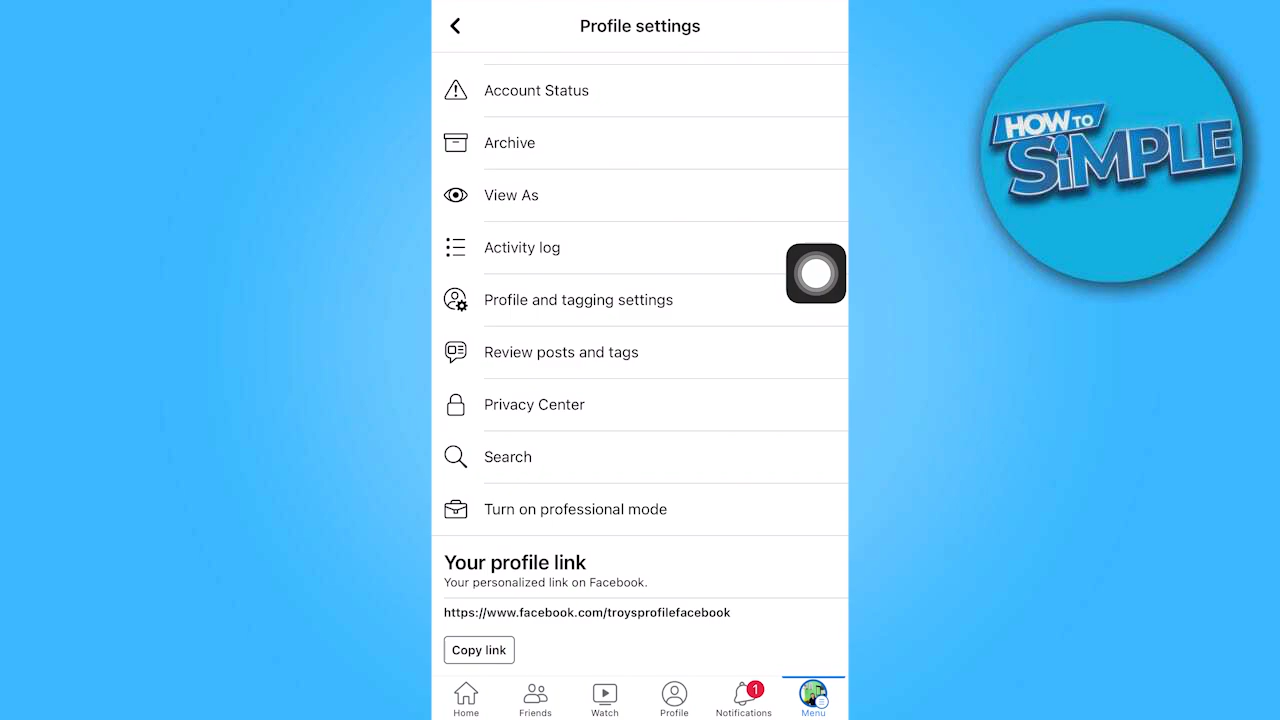 Profile settings
HOW TO
SIMPLE
Account Status
Archive
View As
Activity log
Profile and tagging settings
Review posts and tags
Privacy Center
Search
Turn on professional mode
Your profile link
Your personalized link on Facebook.
https://www.facebook.com/troysprofilefacebook
Copy link
1
Home
Friends
Watch
Profile
Notifications
Menu